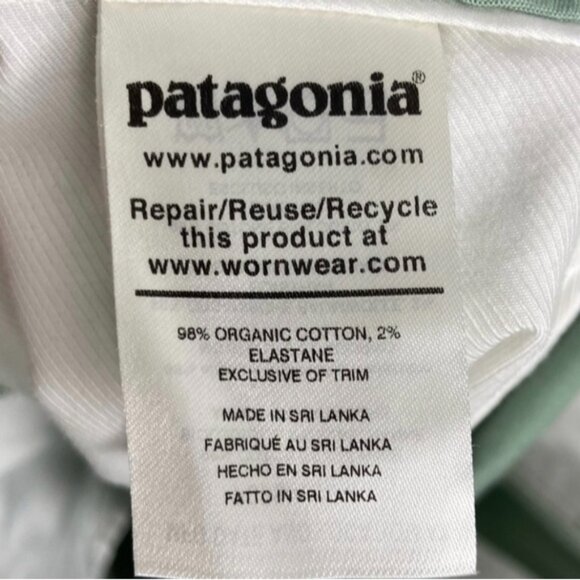 patagonia®
www.patagonia.com
Repair/Reuse/Recycle
this product at
www.wornwear.com
98% ORGANIC COTTON, 2%
ELASTANE
EXCLUSIVE OF TRIM
MADE IN SRI LANKA
FABRIQUÉ AU SRI LANKA
HECHO EN SRI LANKA
FATTO IN SRI LANKA